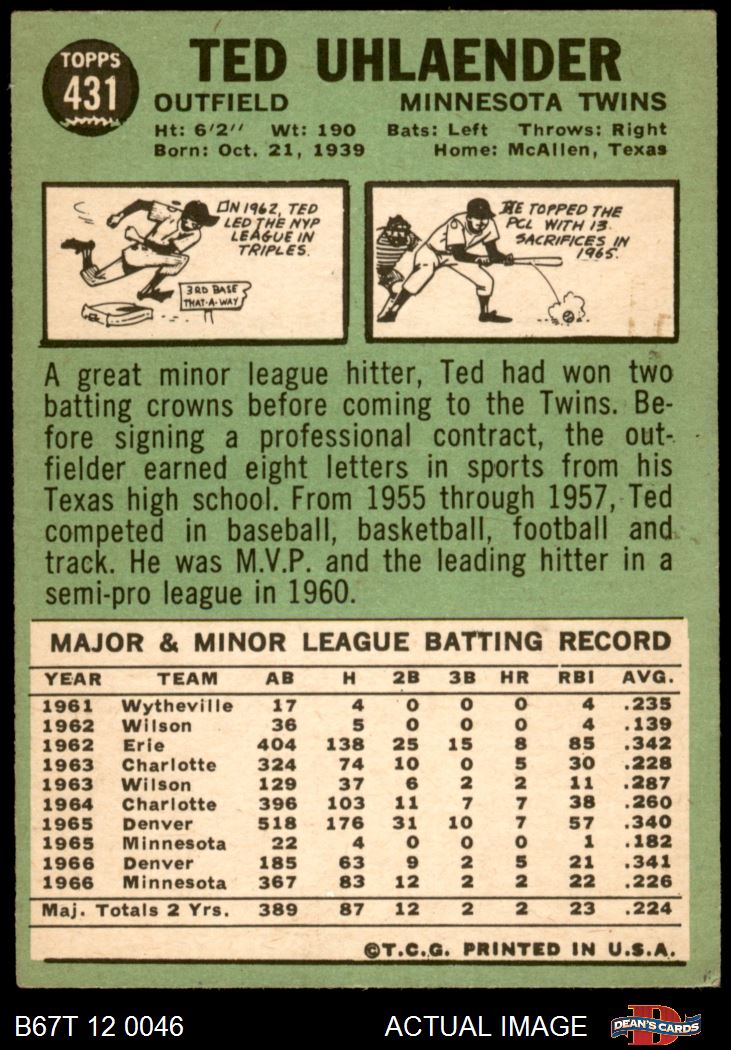 TOPPS
431
TED UHLAENDER
OUTFIELD MINNESOTA TWINS
Ht: 6'2" Wt: 190 Bats: Left Throws: Right
Born: Oct. 21, 1939 Home: McAllen, Texas
IN 1962, TED
LED THE NYP
LEAGUE IN
TRIPLES.
3RD BASE
THAT-A-WAY
HE TOPPED THE
PCL WITH 13
SACRIFICES IN
1965.
A great minor league hitter, Ted had won two
batting crowns before coming to the Twins. Be-
fore signing a professional contract, the out-
fielder earned eight letters in sports from his
Texas high school. From 1955 through 1957, Ted
competed in baseball, basketball, football and
track. He was M.V.P. and the leading hitter in a
semi-pro league in 1960.
MAJOR & MINOR LEAGUE BATTING RECORD
YEAR TEAM AB H 2B 3B HR RBI AVG.
1961 Wytheville 17 4 0 0 0 4 .235
1962 Wilson 36 5 0 0 0 4 .139
1962 Erie 404 138 25 15 8 85 .342
1963 Charlotte 324 74 10 0 5 30 .228
1963 Wilson 129 37 6 2 2 11 .287
1964 Charlotte 396 103 11 7 7 38 .260
1965 Denver 518 176 31 10 7 57 .340
1965 Minnesota 22 4 0 0 0 1 .182
1966 Denver 185 63 9 2 5 21 .341
1966 Minnesota 367 83 12 2 2 22 .226
Maj. Totals 2 Yrs. 389 87 12 2 2 23 .224
©T.C.G. PRINTED IN U.S.A.
B67T 12 0046 ACTUAL IMAGE
D
DEAN'S CARDS